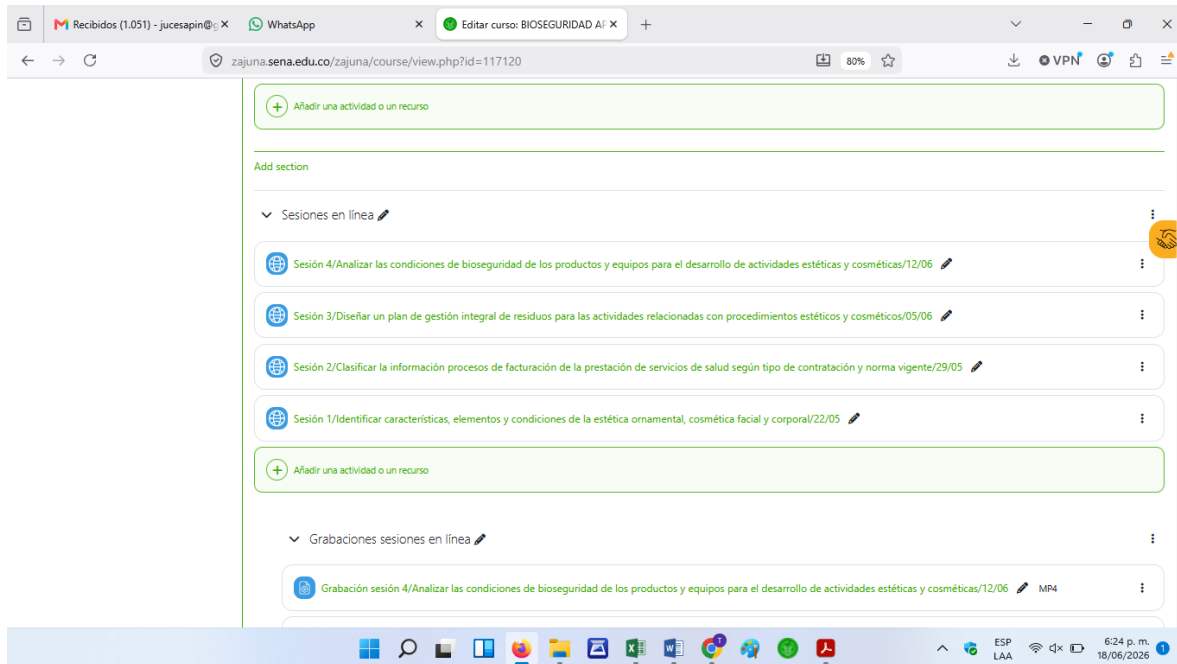 Recibidos (1.051) - jucesapin@g
WhatsApp
Editar curso: BIOSEGURIDAD AP
zajuna.sena.edu.co/zajuna/course/view.php?id=117120
80%
VPN
Añadir una actividad o un recurso
Add section
Sesiones en línea
Sesión 4/Analizar las condiciones de bioseguridad de los productos y equipos para el desarrollo de actividades estéticas y cosméticas/12/06
Sesión 3/Diseñar un plan de gestión integral de residuos para las actividades relacionadas con procedimientos estéticos y cosméticos/05/06
Sesión 2/Clasificar la información procesos de facturación de la prestación de servicios de salud según tipo de contratación y norma vigente/29/05
Sesión 1/Identificar características, elementos y condiciones de la estética ornamental, cosmética facial y corporal/22/05
Añadir una actividad o un recurso
Grabaciones sesiones en línea
Grabación sesión 4/Analizar las condiciones de bioseguridad de los productos y equipos para el desarrollo de actividades estéticas y cosméticas/12/06 MP4
ESP
LAA
6:24 p. m.
18/06/2026
1